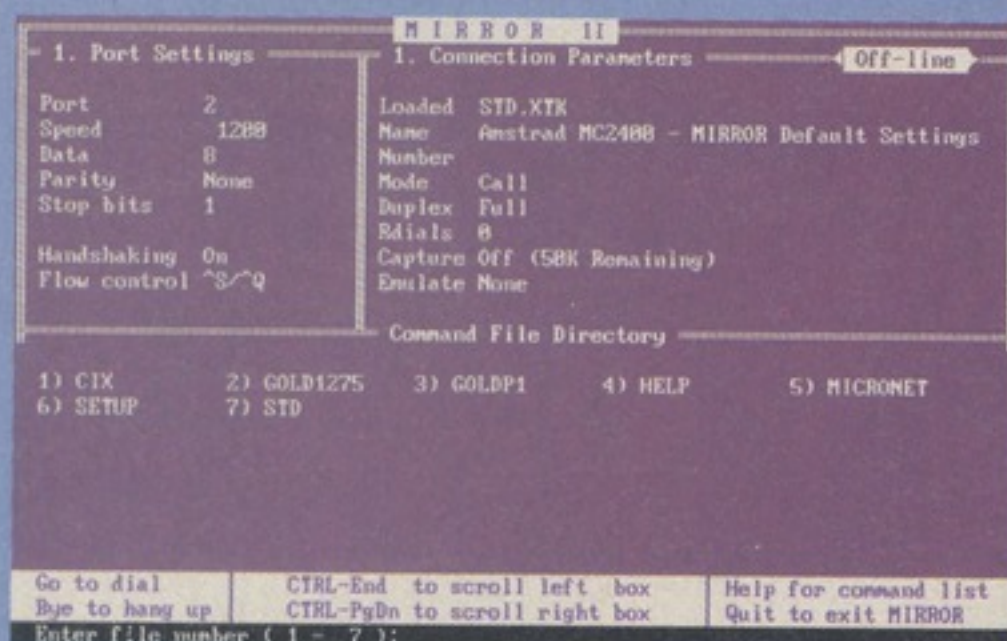 MIRROR II
1. Port Settings
Port 2
Speed 1200
Data 8
Parity None
Stop bits 1
Handshaking On
Flow control ^S/^Q
1. Connection Parameters
Off-line
Loaded STD.XTK
Name Amstrad MC2400 - MIRROR Default Settings
Number
Mode Call
Duplex Full
Rdials 0
Capture Off (50K Remaining)
Emulate None
Command File Directory
1) CIX 2) GOLD1275 3) GOLDP1 4) HELP 5) MICRONET
6) SETUP 7) STD
Go to dial
Bye to hang up
CTRL-End to scroll left box
CTRL-PgDn to scroll right box
Help for command list
Quit to exit MIRROR
Enter file number ( 1 - 7 ):